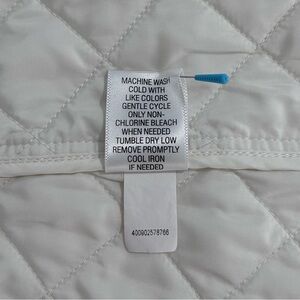 MACHINE WASH
COLD WITH
LIKE COLORS
GENTLE CYCLE
ONLY NON-
CHLORINE BLEACH
WHEN NEEDED
TUMBLE DRY LOW
REMOVE PROMPTLY
COOL IRON
IF NEEDED
400902578766